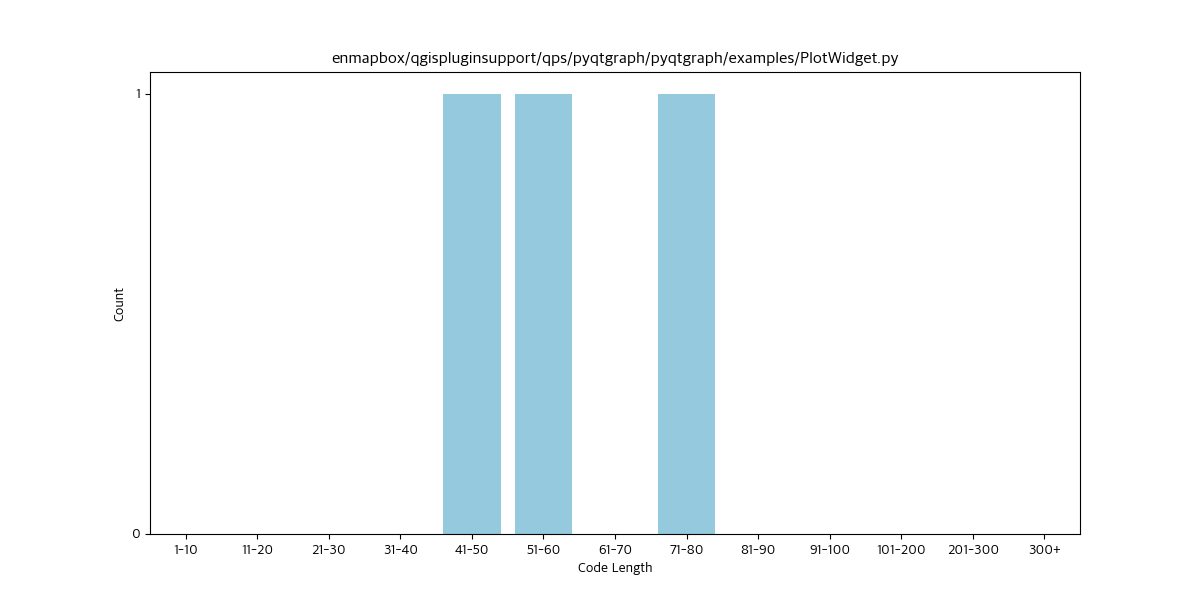 enmapbox/qgispluginsupport/qps/pyqtgraph/pyqtgraph/examples/PlotWidget.py
1
Count
0
1-10 11-20 21-30 31-40 41-50 51-60 61-70 71-80 81-90 91-100 101-200 201-300 300+
Code Length